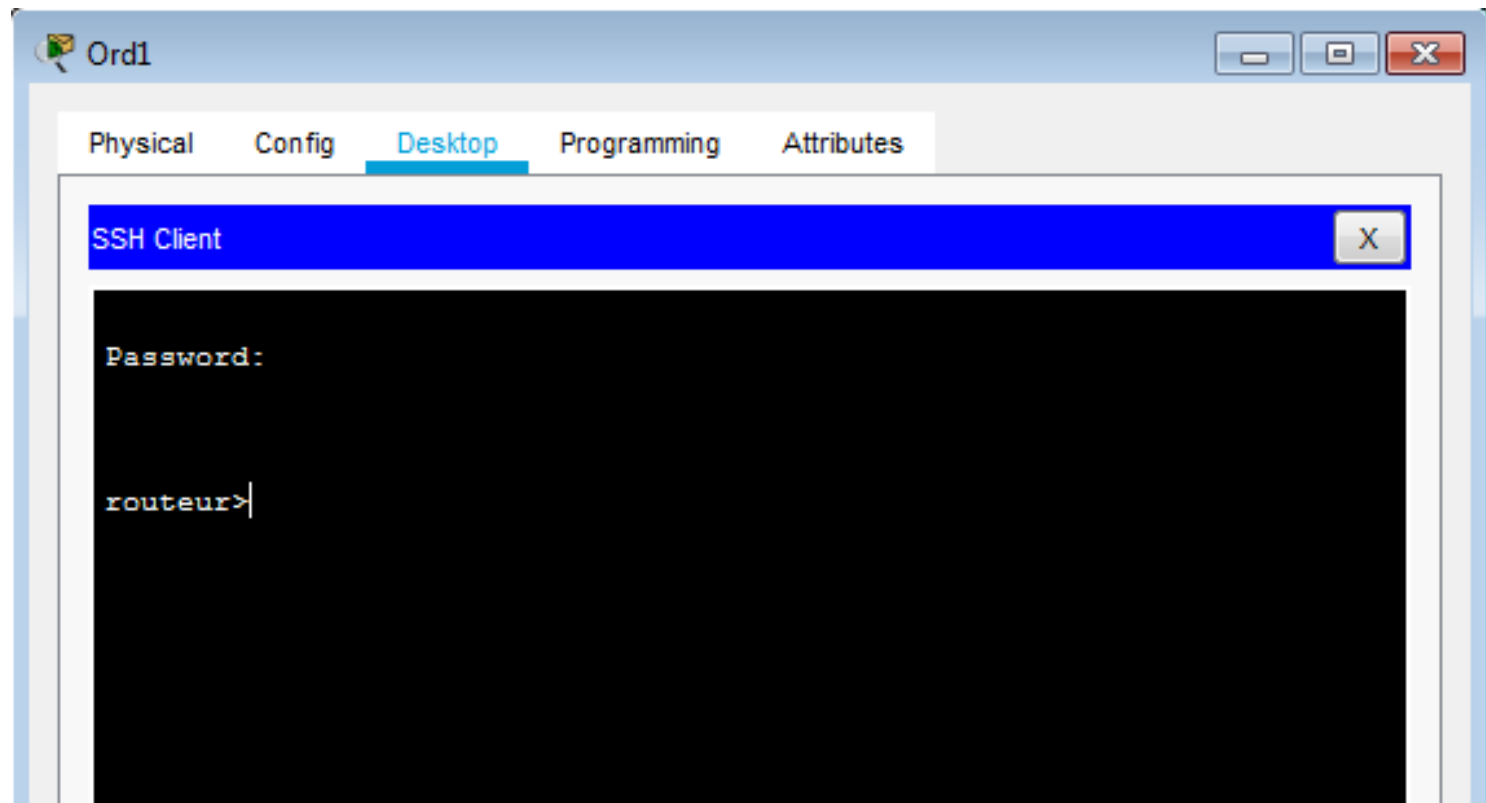 Ord1
Physical Config Desktop Programming Attributes
SSH Client X
Password:
routeur>